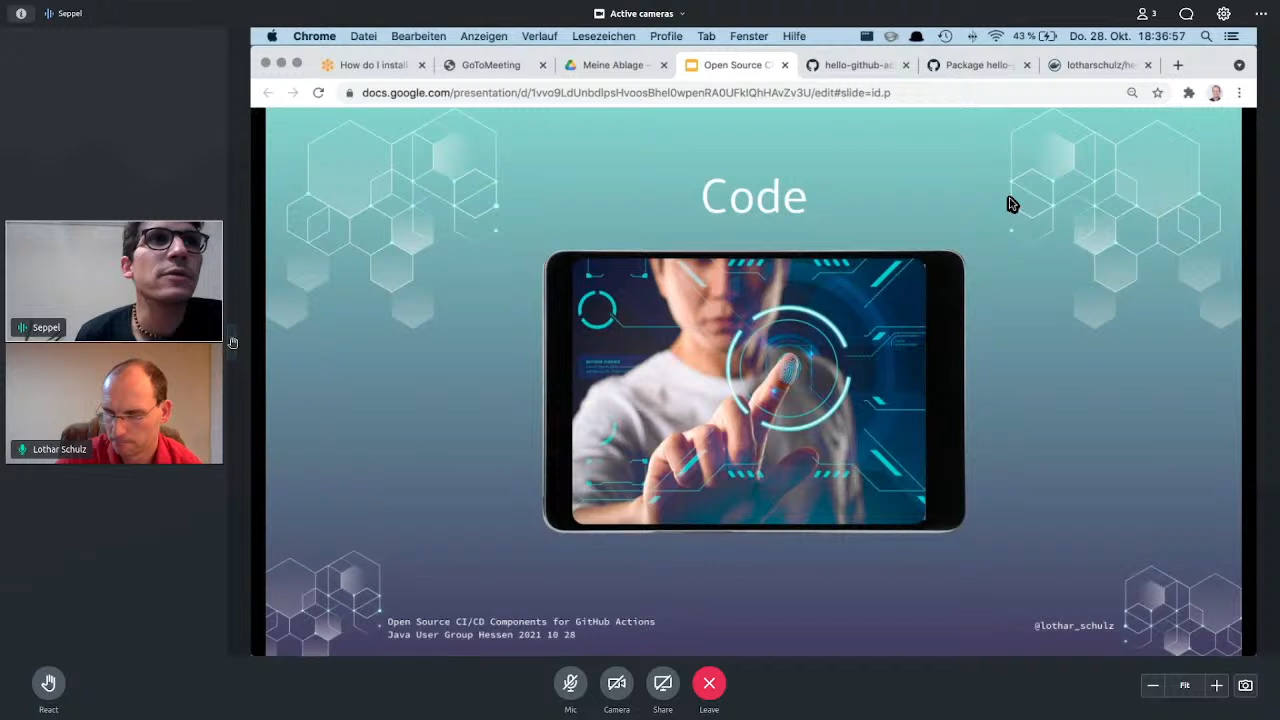 Seppel
Active cameras
3
Chrome Datei Bearbeiten Anzeigen Verlauf Lesezeichen Profile Tab Fenster Hilfe
43 % Do. 28. Okt. 18:36:57
How do I install
GoToMeeting
Meine Ablage –
Open Source C
hello-github-ac
Package hello-
lotharschulz/he
docs.google.com/presentation/d/1vvo9LdUnbdlpsHvoosBhel0wpenRA0UFkIQhHAvZv3U/edit#slide=id.p
Code
Seppel
Lothar Schulz
Open Source CI/CD Components for GitHub Actions
Java User Group Hessen 2021 10 28
@lothar_schulz
React
Mic
Camera
Share
Leave
Fit